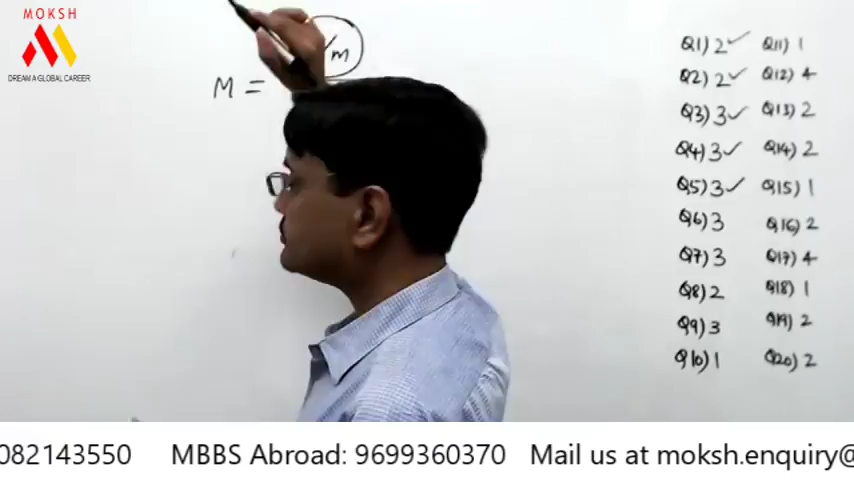 MOKSH
DREAM A GLOBAL CAREER
m
M =
Q1) 2 ✓ Q11) 1
Q2) 2 ✓ Q12) 4
Q3) 3 ✓ Q13) 2
Q4) 3 ✓ Q14) 2
Q5) 3 ✓ Q15) 1
Q6) 3 Q16) 2
Q7) 3 Q17) 4
Q8) 2 Q18) 1
Q9) 3 Q19) 2
Q10) 1 Q20) 2
082143550 MBBS Abroad: 9699360370 Mail us at moksh.enquiry@